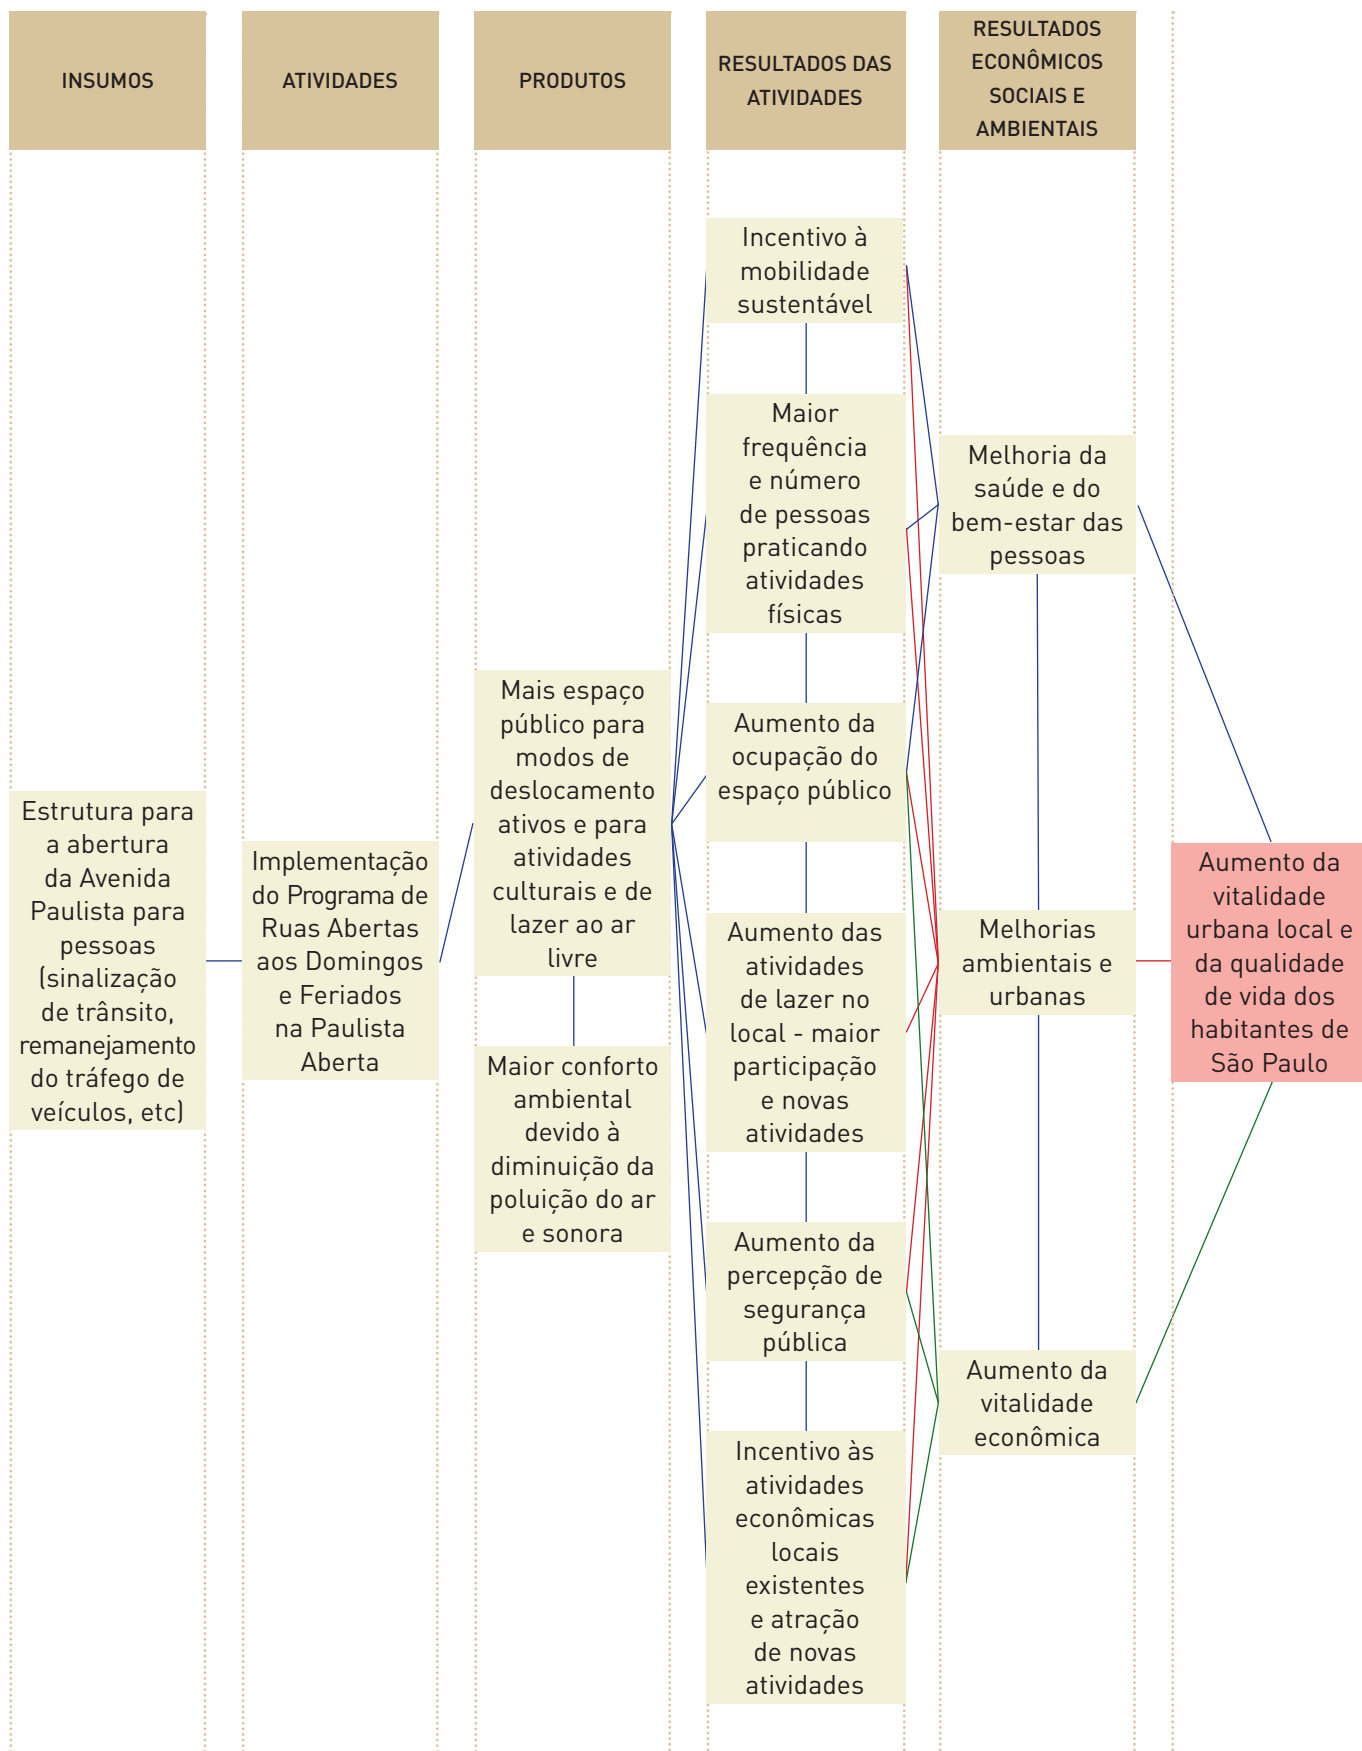 INSUMOS
ATIVIDADES
PRODUTOS
RESULTADOS DAS
ATIVIDADES
RESULTADOS
ECONÔMICOS
SOCIAIS E
AMBIENTAIS
Estrutura para
a abertura
da Avenida
Paulista para
pessoas
(sinalização
de trânsito,
remanejamento
do tráfego de
veículos, etc)
Implementação
do Programa de
Ruas Abertas
aos Domingos
e Feriados
na Paulista
Aberta
Mais espaço
público para
modos de
deslocamento
ativos e para
atividades
culturais e de
lazer ao ar
livre
Maior conforto
ambiental
devido à
diminuição da
poluição do ar
e sonora
Incentivo à
mobilidade
sustentável
Maior
frequência
e número
de pessoas
praticando
atividades
físicas
Aumento da
ocupação do
espaço público
Aumento das
atividades
de lazer no
local - maior
participação
e novas
atividades
Aumento da
percepção de
segurança
pública
Incentivo às
atividades
econômicas
locais
existentes
e atração
de novas
atividades
Melhoria da
saúde e do
bem-estar das
pessoas
Melhorias
ambientais e
urbanas
Aumento da
vitalidade
econômica
Aumento da
vitalidade
urbana local e
da qualidade
de vida dos
habitantes de
São Paulo